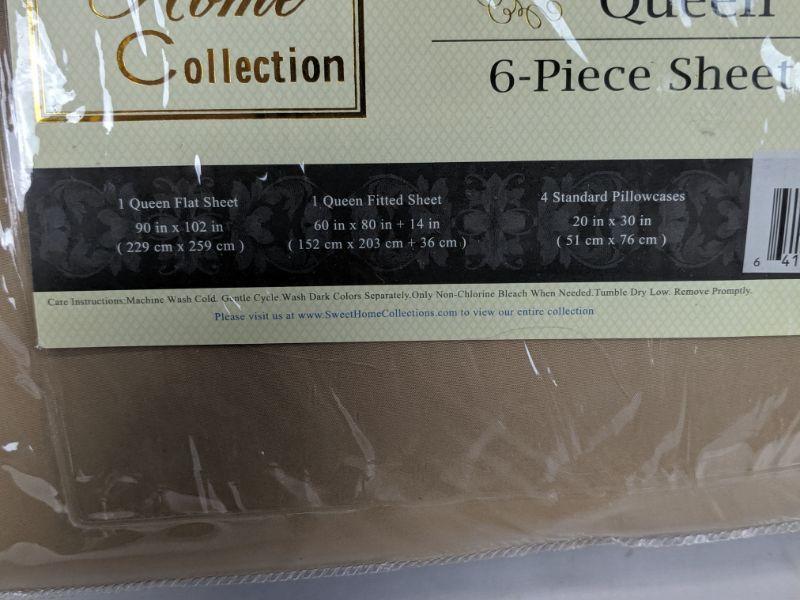 Home
Queen
Collection
6-Piece Sheet
1 Queen Flat Sheet
90 in x 102 in
( 229 cm x 259 cm )
1 Queen Fitted Sheet
60 in x 80 in + 14 in
( 152 cm x 203 cm + 36 cm )
4 Standard Pillowcases
20 in x 30 in
( 51 cm x 76 cm )
6 41
Care Instructions:Machine Wash Cold. Gentle Cycle.Wash Dark Colors Separately.Only Non-Chlorine Bleach When Needed.Tumble Dry Low. Remove Promptly.
Please visit us at www.SweetHomeCollections.com to view our entire collection